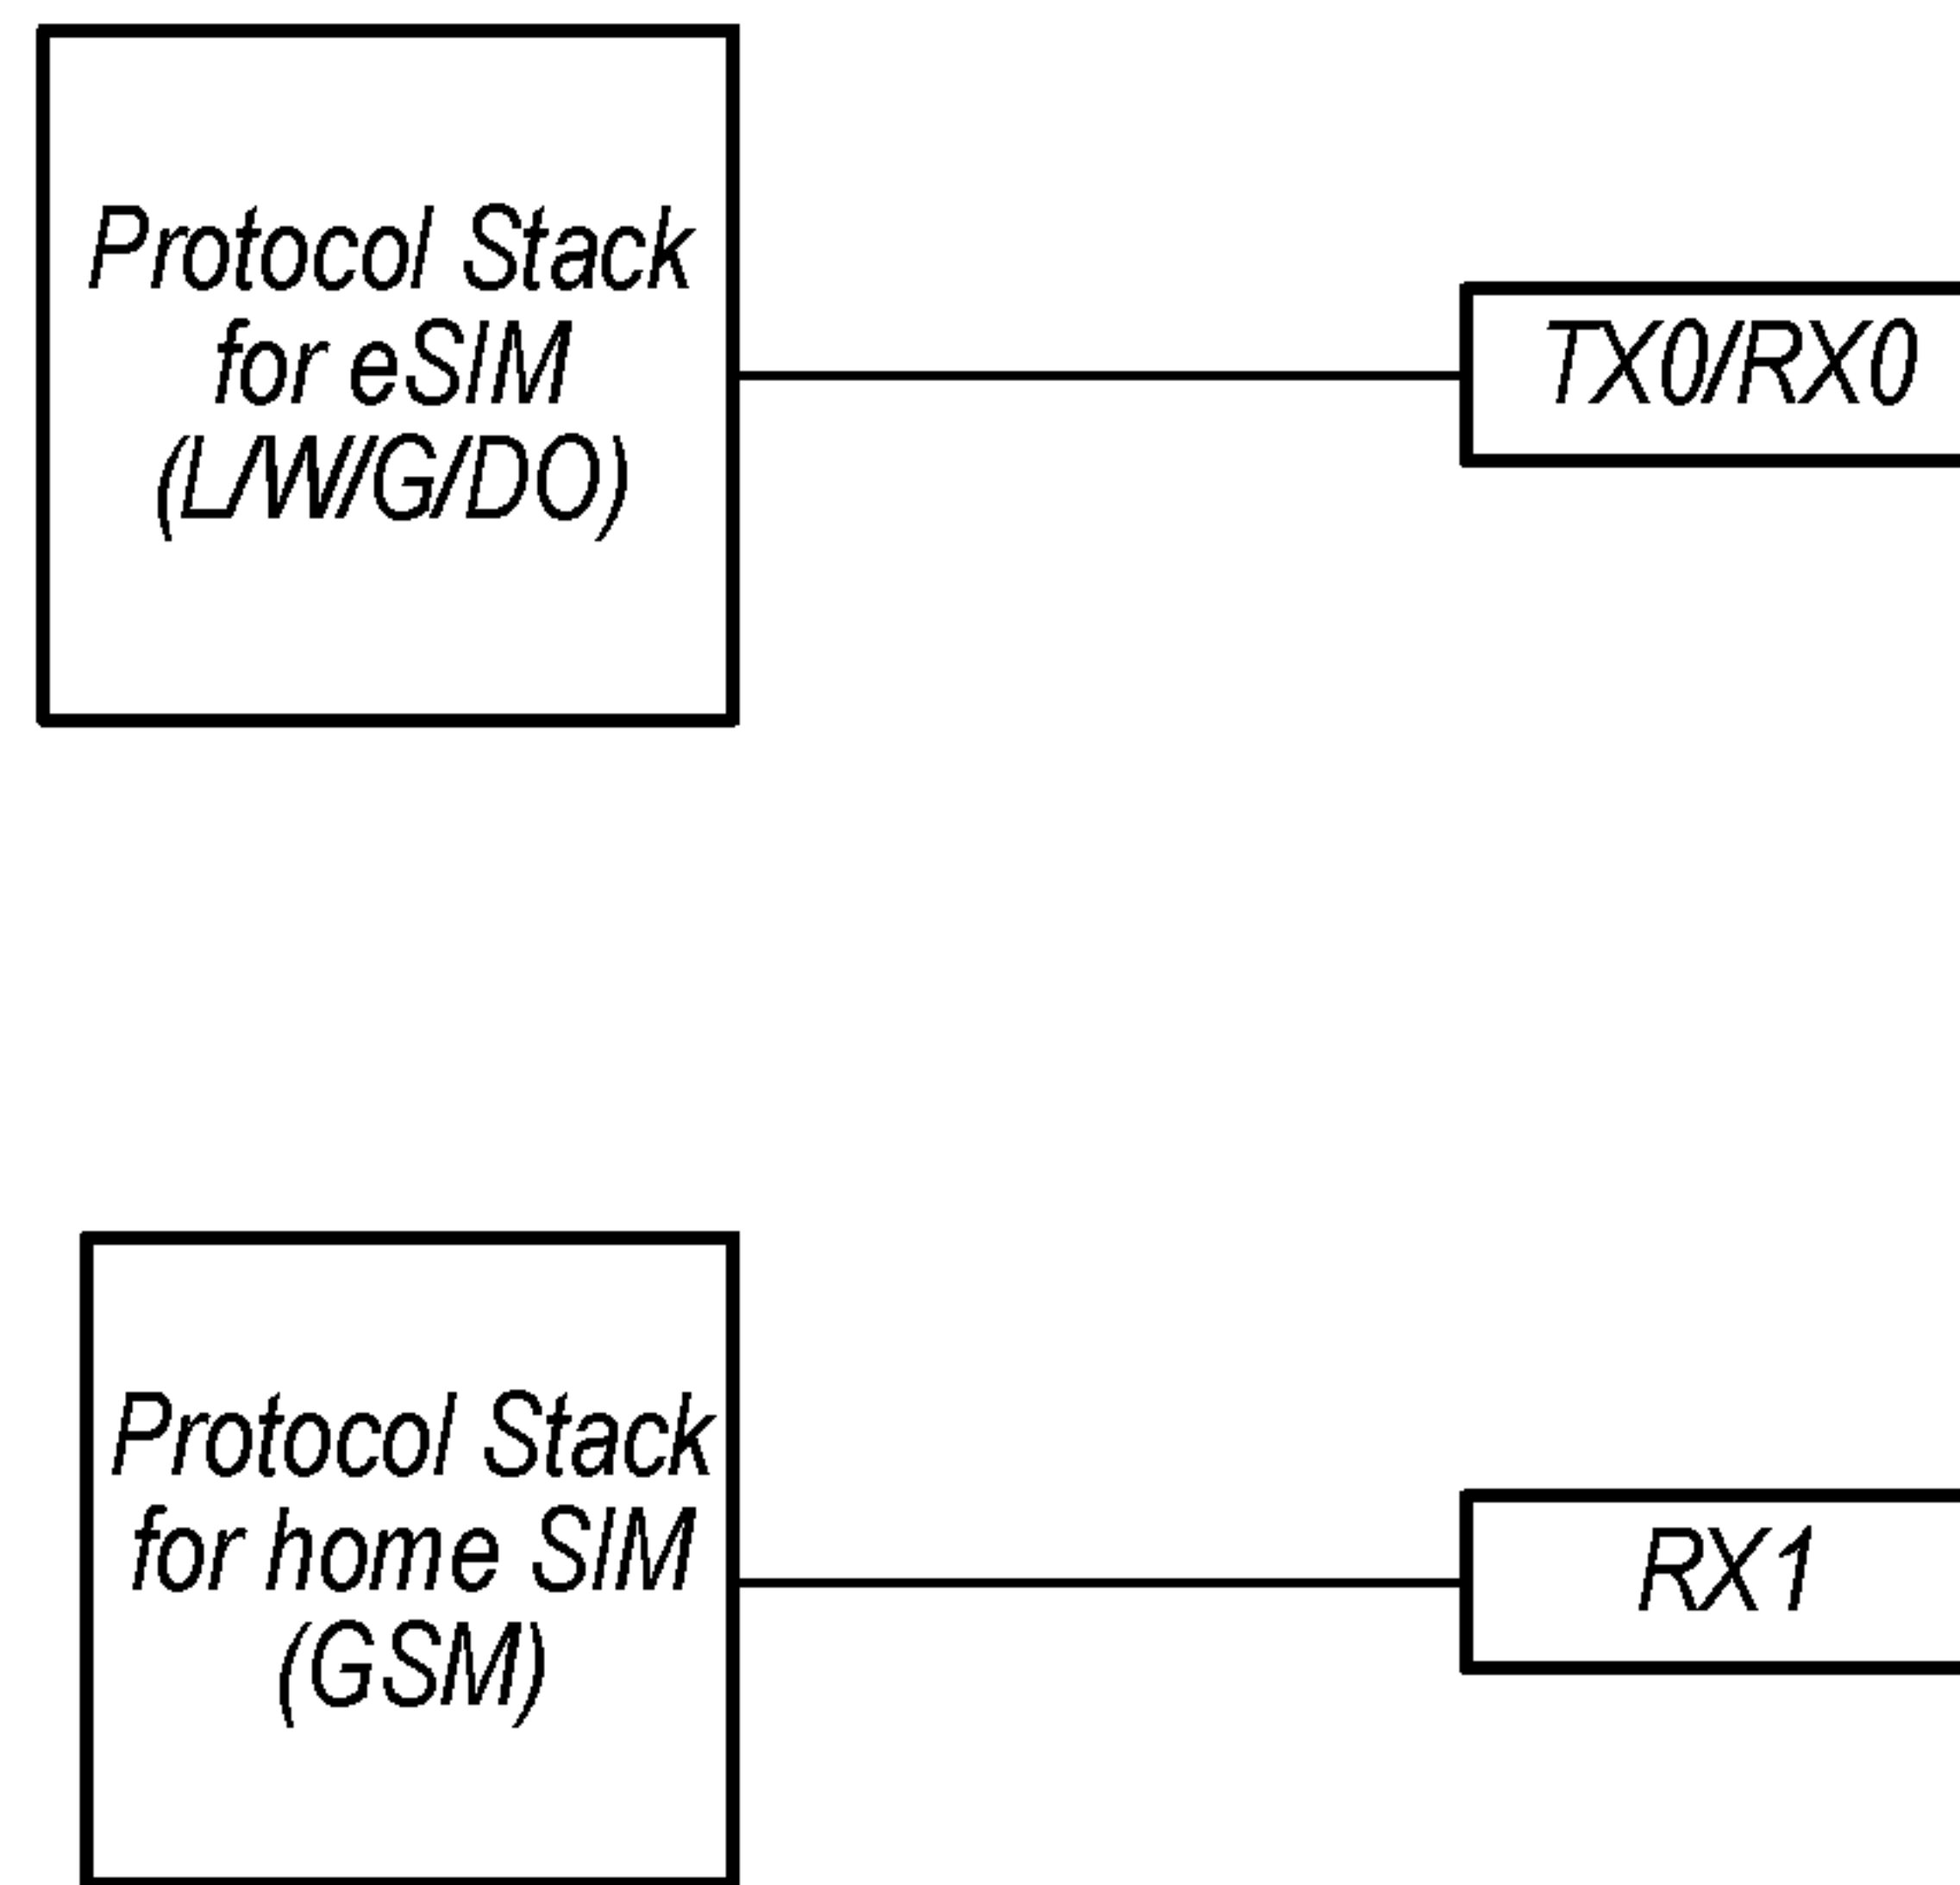 Protocol Stack
for eSIM
(L/W/G/DO)
TX0/RX0
Protocol Stack
for home SIM
(GSM)
RX1